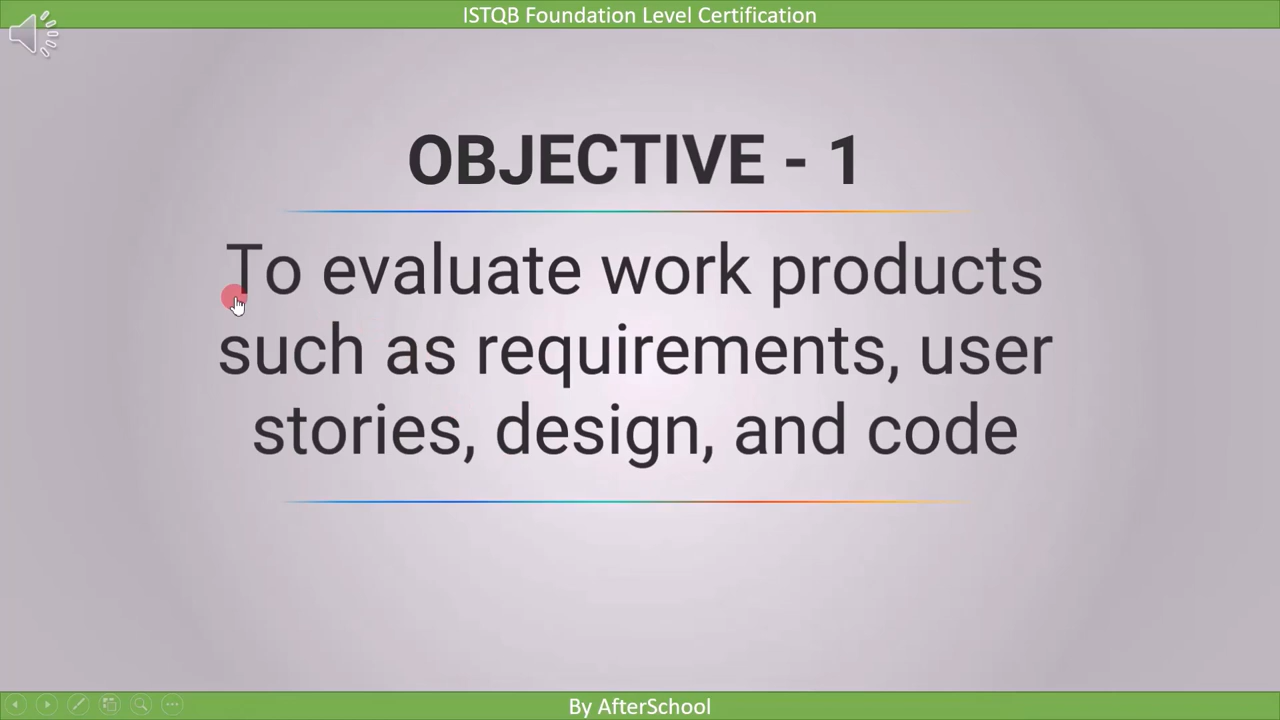 ISTQB Foundation Level Certification
OBJECTIVE - 1
To evaluate work products
such as requirements, user
stories, design, and code
By AfterSchool